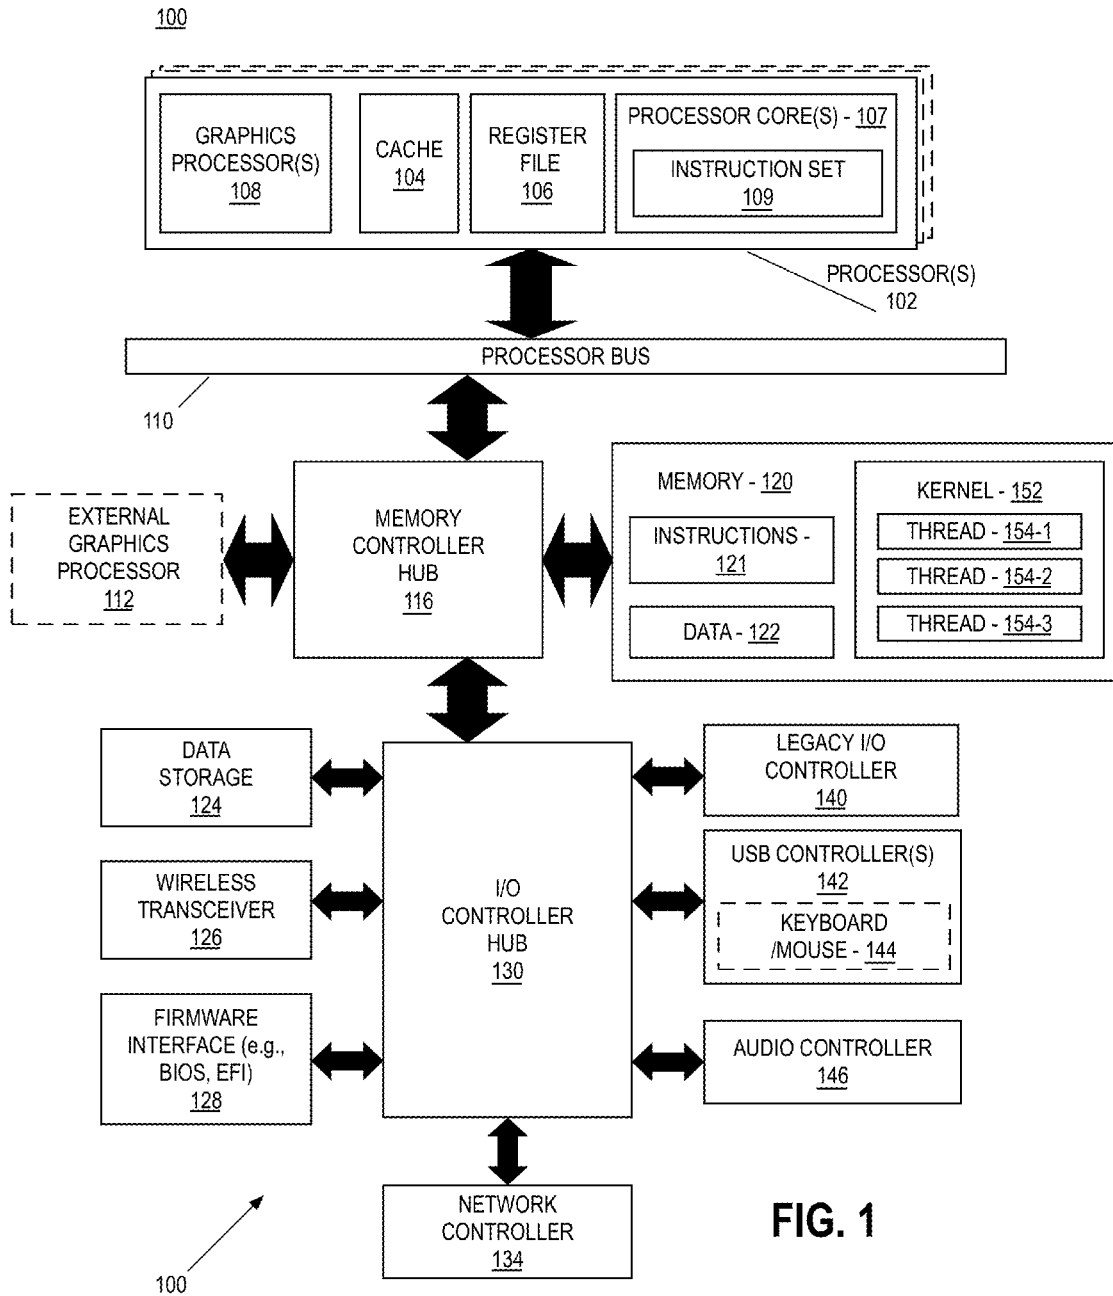 100
GRAPHICS
PROCESSOR(S)
108
CACHE
104
REGISTER
FILE
106
PROCESSOR CORE(S) - 107
INSTRUCTION SET
109
PROCESSOR(S)
102
PROCESSOR BUS
110
EXTERNAL
GRAPHICS
PROCESSOR
112
MEMORY
CONTROLLER
HUB
116
MEMORY - 120
INSTRUCTIONS -
121
DATA - 122
KERNEL - 152
THREAD - 154-1
THREAD - 154-2
THREAD - 154-3
DATA
STORAGE
124
WIRELESS
TRANSCEIVER
126
FIRMWARE
INTERFACE (e.g.,
BIOS, EFI)
128
I/O
CONTROLLER
HUB
130
LEGACY I/O
CONTROLLER
140
USB CONTROLLER(S)
142
KEYBOARD
/MOUSE - 144
AUDIO CONTROLLER
146
NETWORK
CONTROLLER
134
100
FIG. 1